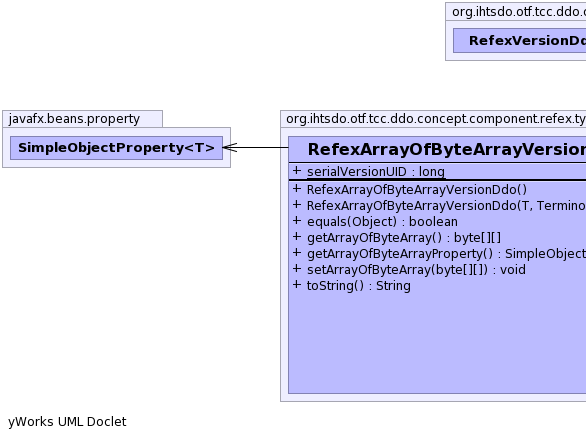 org.ihtsdo.otf.tcc.ddo.
RefexVersionDd
javafx.beans.property
SimpleObjectProperty<T>
org.ihtsdo.otf.tcc.ddo.concept.component.refex.ty
RefexArrayOfByteArrayVersion
+ serialVersionUID : long
+ RefexArrayOfByteArrayVersionDdo()
+ RefexArrayOfByteArrayVersionDdo(T, Termino
+ equals(Object) : boolean
+ getArrayOfByteArray() : byte[][]
+ getArrayOfByteArrayProperty() : SimpleObject
+ setArrayOfByteArray(byte[][]) : void
+ toString() : String
yWorks UML Doclet